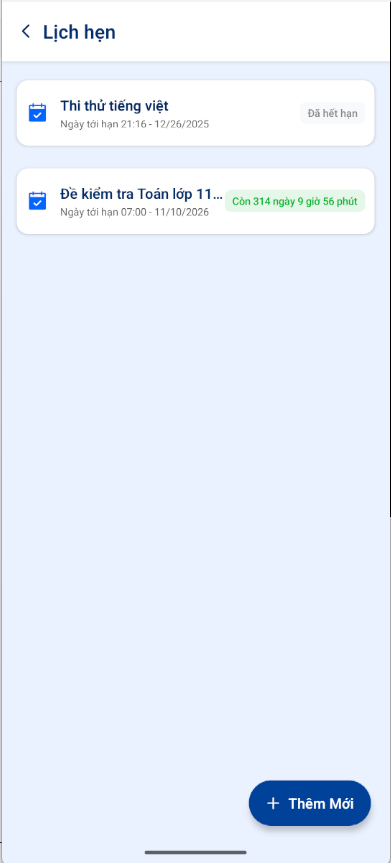 Lịch hẹn
Thi thử tiếng việt
Ngày tới hạn 21:16 - 12/26/2025
Đã hết hạn
Đề kiểm tra Toán lớp 11...
Ngày tới hạn 07:00 - 11/10/2026
Còn 314 ngày 9 giờ 56 phút
+ Thêm Mới